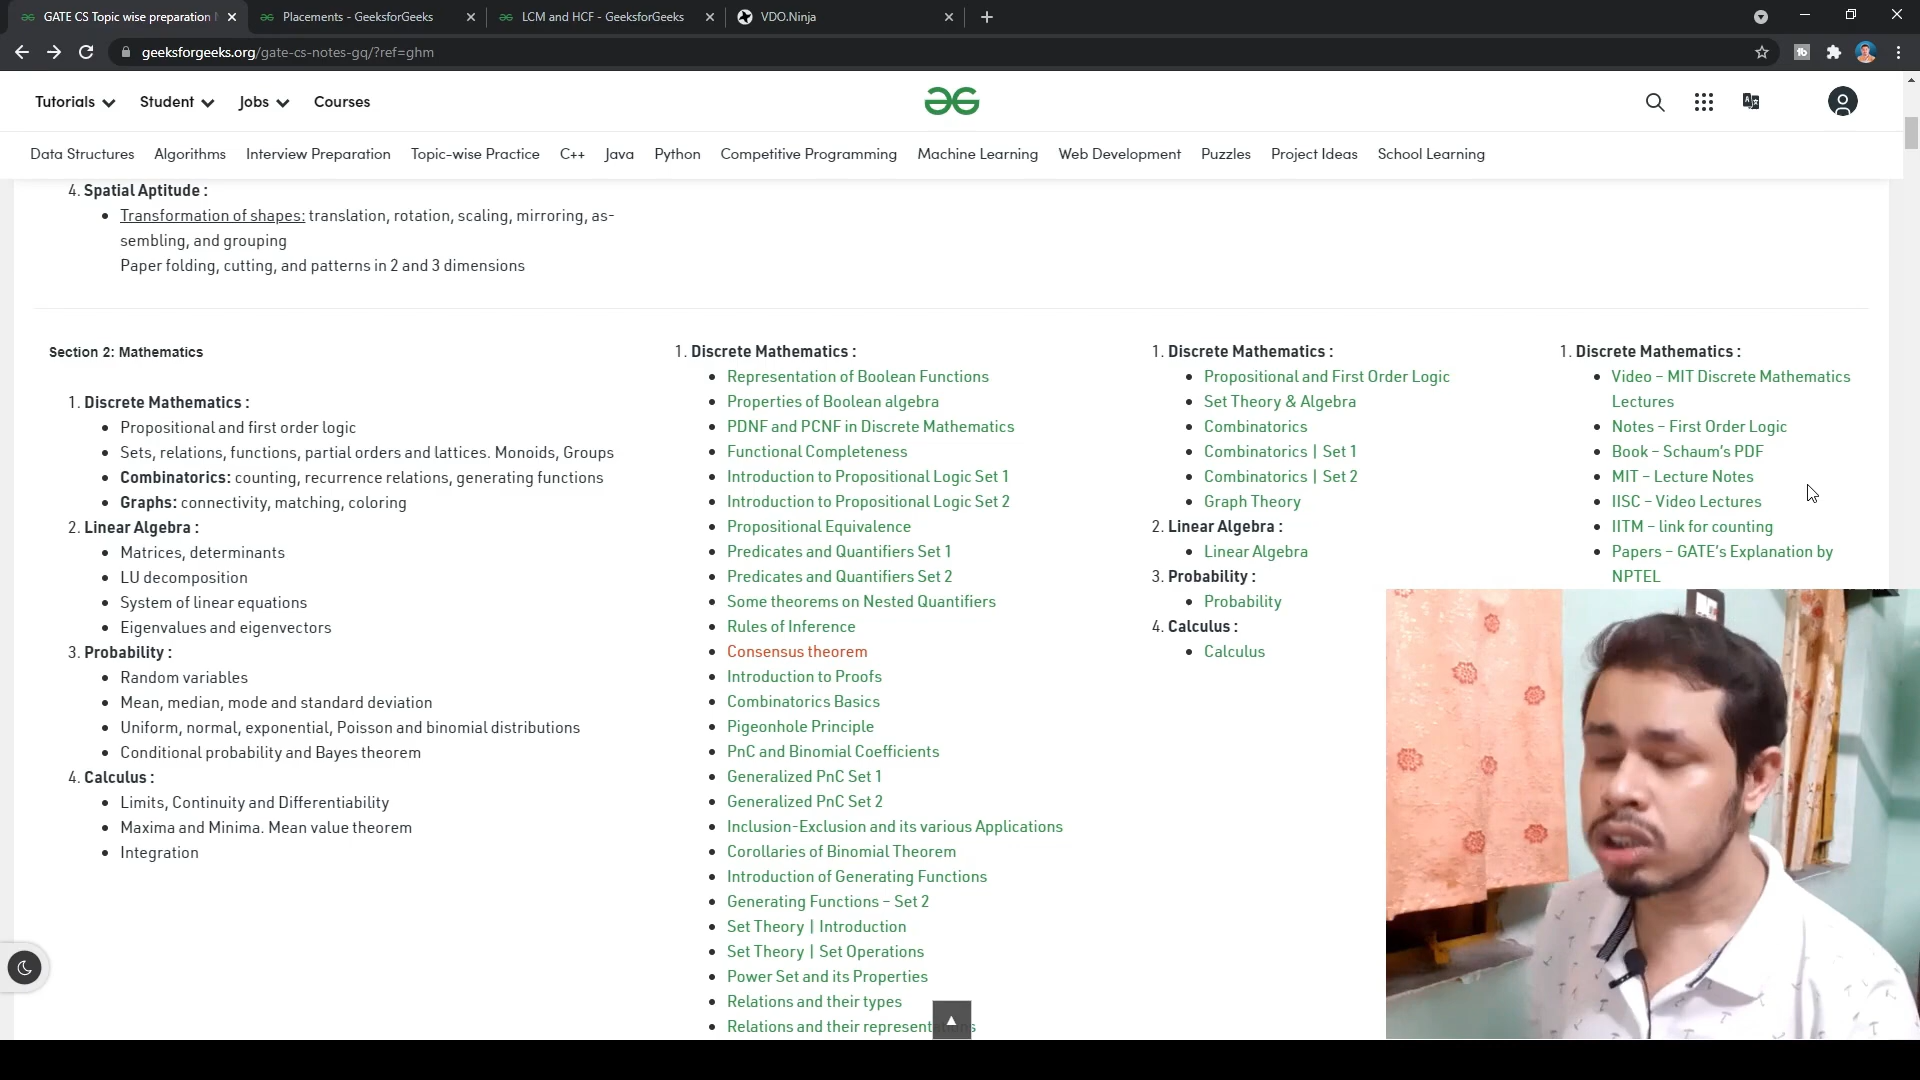 GATE CS Topic wise preparation
Placements - GeeksforGeeks
LCM and HCF - GeeksforGeeks
VDO.Ninja
geeksforgeeks.org/gate-cs-notes-gq/?ref=ghm
Tutorials
Student
Jobs
Courses
Data Structures
Algorithms
Interview Preparation
Topic-wise Practice
C++
Java
Python
Competitive Programming
Machine Learning
Web Development
Puzzles
Project Ideas
School Learning
4. Spatial Aptitude :
Transformation of shapes: translation, rotation, scaling, mirroring, as-
sembling, and grouping
Paper folding, cutting, and patterns in 2 and 3 dimensions
Section 2: Mathematics
1. Discrete Mathematics :
Propositional and first order logic
Sets, relations, functions, partial orders and lattices. Monoids, Groups
Combinatorics: counting, recurrence relations, generating functions
Graphs: connectivity, matching, coloring
2. Linear Algebra :
Matrices, determinants
LU decomposition
System of linear equations
Eigenvalues and eigenvectors
3. Probability :
Random variables
Mean, median, mode and standard deviation
Uniform, normal, exponential, Poisson and binomial distributions
Conditional probability and Bayes theorem
4. Calculus :
Limits, Continuity and Differentiability
Maxima and Minima. Mean value theorem
Integration
1. Discrete Mathematics :
Representation of Boolean Functions
Properties of Boolean algebra
PDNF and PCNF in Discrete Mathematics
Functional Completeness
Introduction to Propositional Logic Set 1
Introduction to Propositional Logic Set 2
Propositional Equivalence
Predicates and Quantifiers Set 1
Predicates and Quantifiers Set 2
Some theorems on Nested Quantifiers
Rules of Inference
Consensus theorem
Introduction to Proofs
Combinatorics Basics
Pigeonhole Principle
PnC and Binomial Coefficients
Generalized PnC Set 1
Generalized PnC Set 2
Inclusion-Exclusion and its various Applications
Corollaries of Binomial Theorem
Introduction of Generating Functions
Generating Functions – Set 2
Set Theory | Introduction
Set Theory | Set Operations
Power Set and its Properties
Relations and their types
Relations and their
1. Discrete Mathematics :
Propositional and First Order Logic
Set Theory & Algebra
Combinatorics
Combinatorics | Set 1
Combinatorics | Set 2
Graph Theory
2. Linear Algebra :
Linear Algebra
3. Probability :
Probability
4. Calculus :
Calculus
1. Discrete Mathematics :
Video – MIT Discrete Mathematics
Lectures
Notes – First Order Logic
Book – Schaum's PDF
MIT – Lecture Notes
IISC – Video Lectures
IITM – link for counting
Papers – GATE's Explanation by
NPTEL